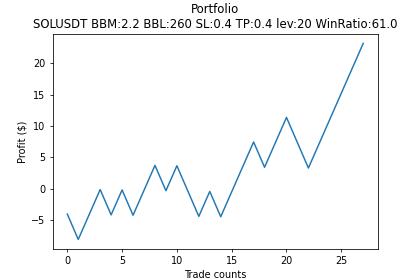 Portfolio
SOLUSDT BBM:2.2 BBL:260 SL:0.4 TP:0.4 lev:20 WinRatio:61.0
20
15
10
5
0
−5
Profit ($)
0 5 10 15 20 25
Trade counts